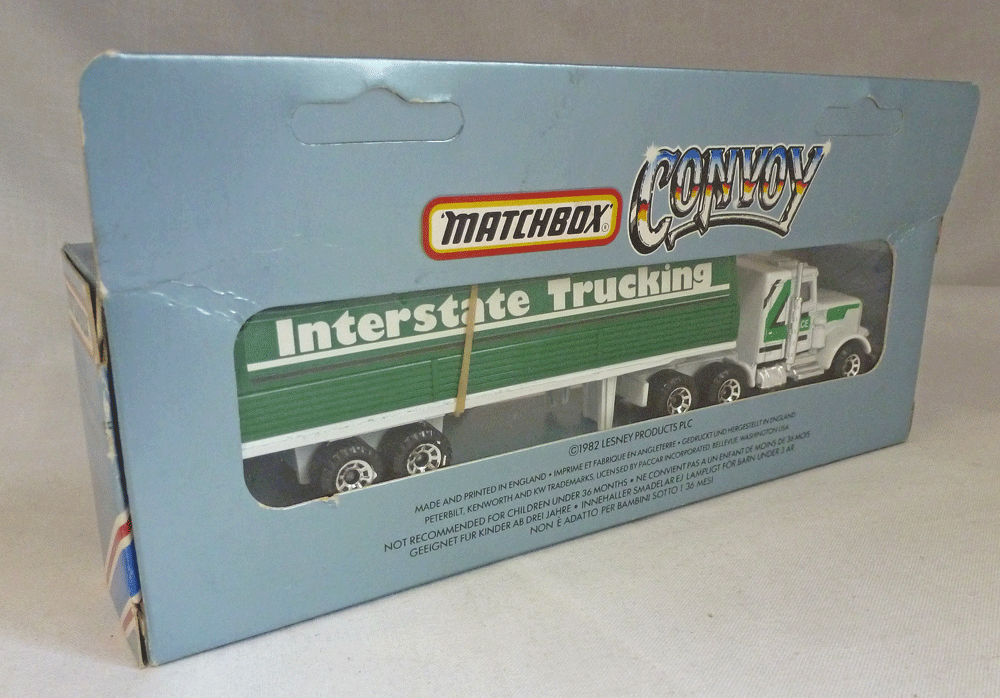 CONVOY
"MATCHBOX"®
Interstate Trucking
4
CE
©1982 LESNEY PRODUCTS PLC
MADE AND PRINTED IN ENGLAND • IMPRIME ET FABRIQUE EN ANGLETERRE • GEDRUCKT UND HERGESTELLT IN ENGLAND
PETERBILT, KENWORTH AND KW TRADEMARKS, LICENSED BY PACCAR INCORPORATED, BELLEVUE, WASHINGTON USA
NOT RECOMMENDED FOR CHILDREN UNDER 36 MONTHS • NE CONVIENT PAS A UN ENFANT DE MOINS DE 36 MOIS
GEEIGNET FUR KINDER AB DREI JAHRE • INNEHALLER SMADELAR EJ LAMPLIGT FÖR BARN UNDER 3 AR
NON È ADATTO PER BAMBINI SOTTO I 36 MESI